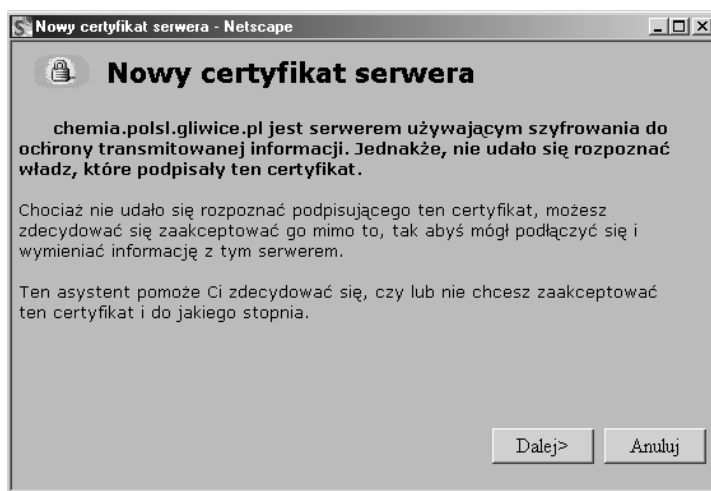 Nowy certyfikat serwera - Netscape
Nowy certyfikat serwera
chemia.polsl.gliwice.pl jest serwerem używającym szyfrowania do
ochrony transmitowanej informacji. Jednakże, nie udało się rozpoznać
władz, które podpisały ten certyfikat.
Chociaż nie udało się rozpoznać podpisującego ten certyfikat, możesz
zdecydować się zaakceptować go mimo to, tak abyś mógł podłączyć się i
wymieniać informację z tym serwerem.
Ten asystent pomoże Ci zdecydować się, czy lub nie chcesz zaakceptować
ten certyfikat i do jakiego stopnia.
Dalej> Anuluj